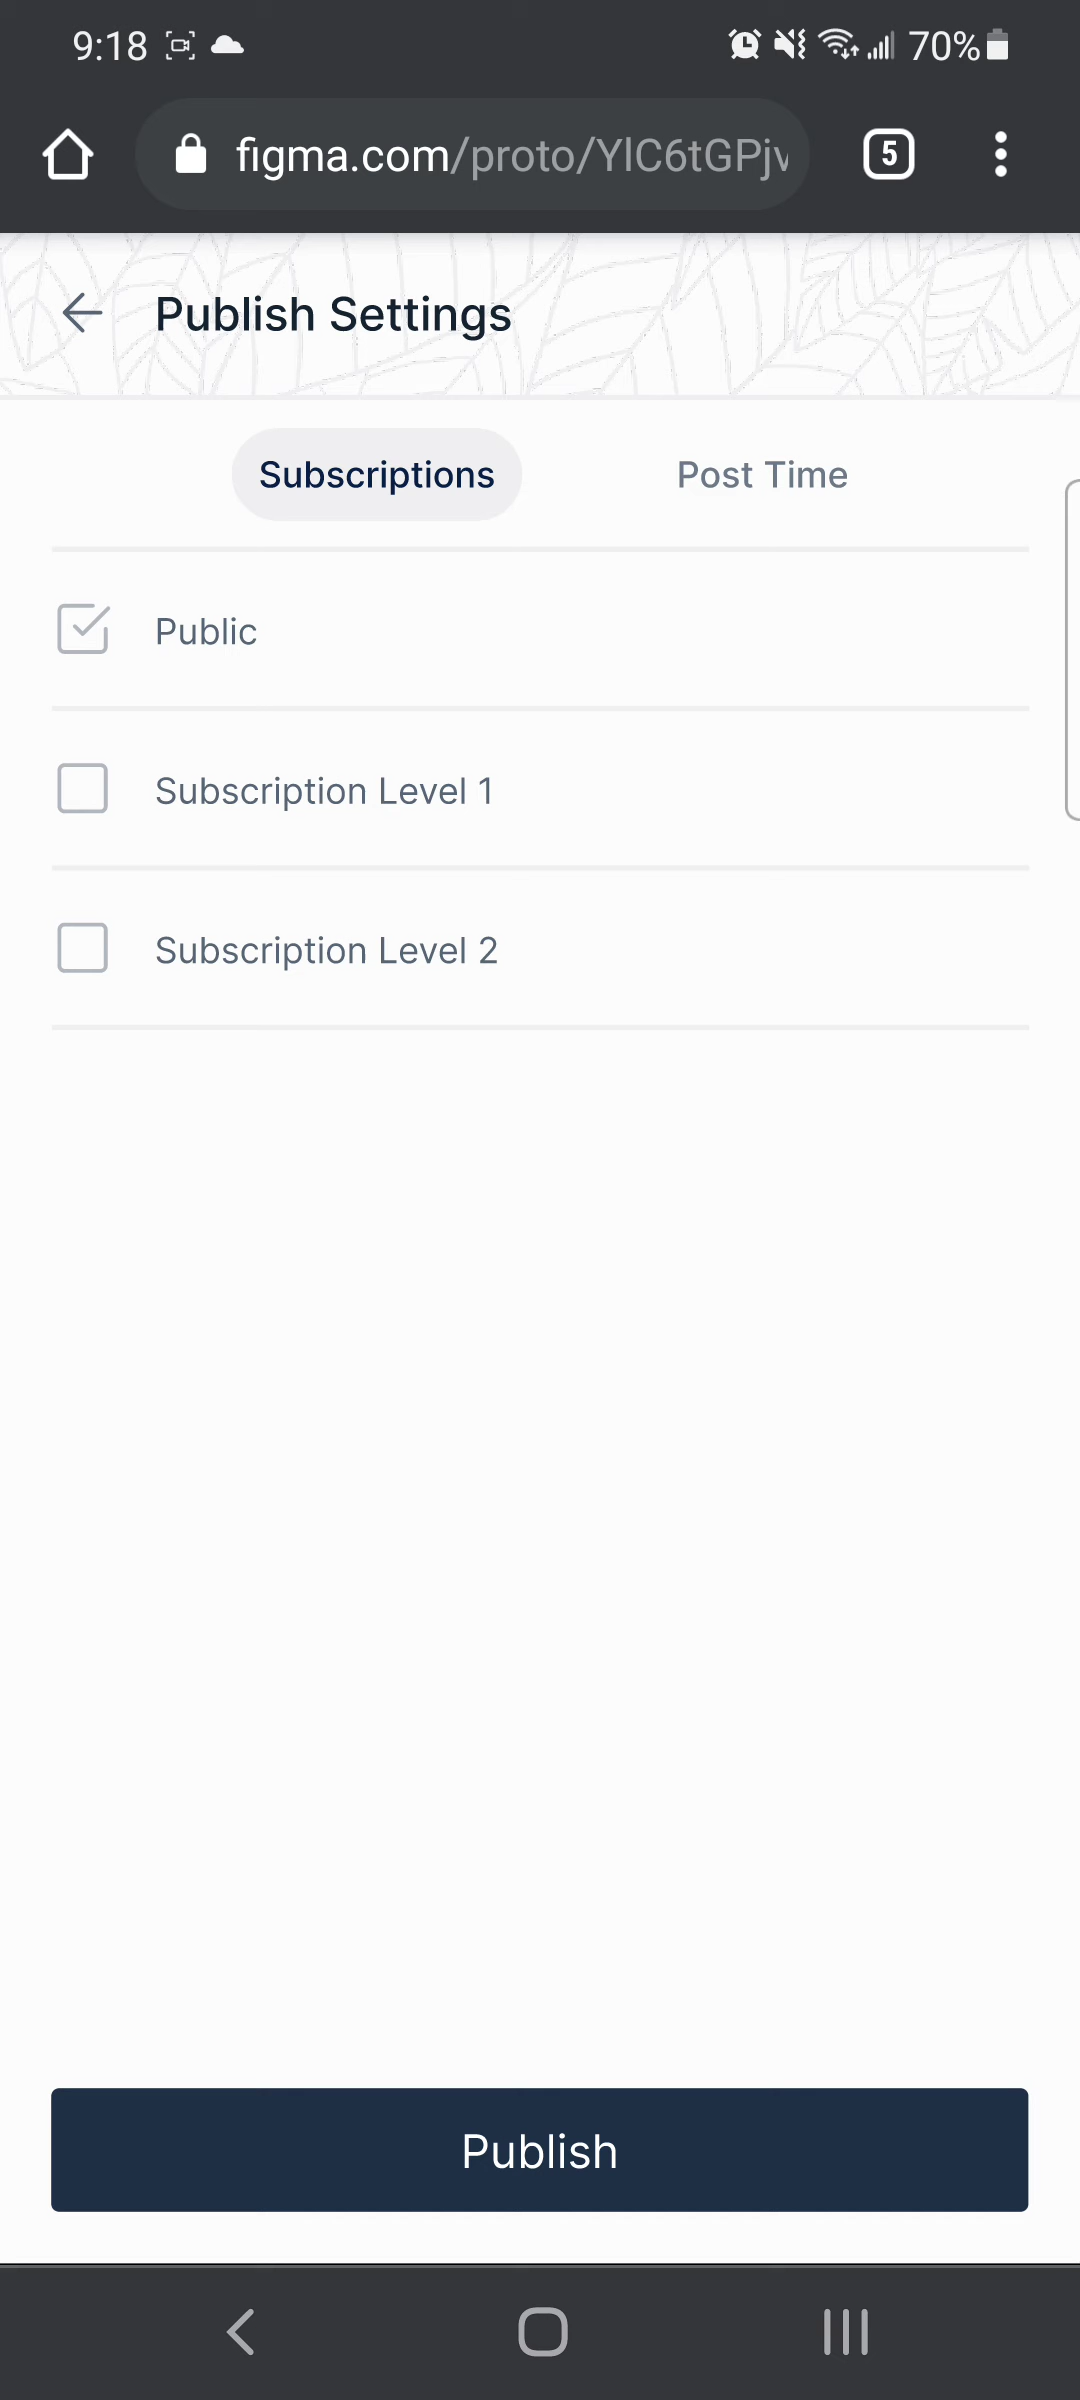 9:18
70%
figma.com/proto/YlC6tGPjv
5
Publish Settings
Subscriptions
Post Time
Public
Subscription Level 1
Subscription Level 2
Publish